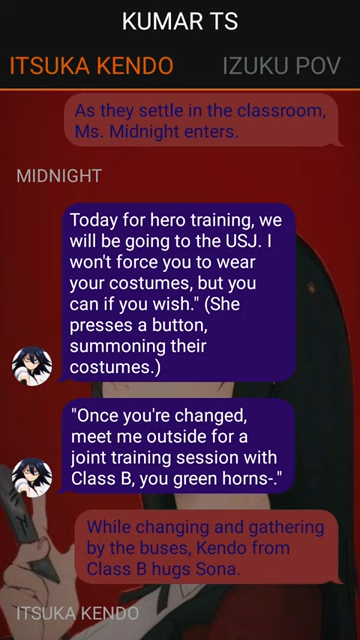 KUMAR TS
ITSUKA KENDO IZUKU POV
As they settle in the classroom,
Ms. Midnight enters.
MIDNIGHT
Today for hero training, we
will be going to the USJ. I
won't force you to wear
your costumes, but you
can if you wish." (She
presses a button,
summoning their
costumes.)
"Once you're changed,
meet me outside for a
joint training session with
Class B, you green horns-."
While changing and gathering
by the buses, Kendo from
Class B hugs Sona.
ITSUKA KENDO